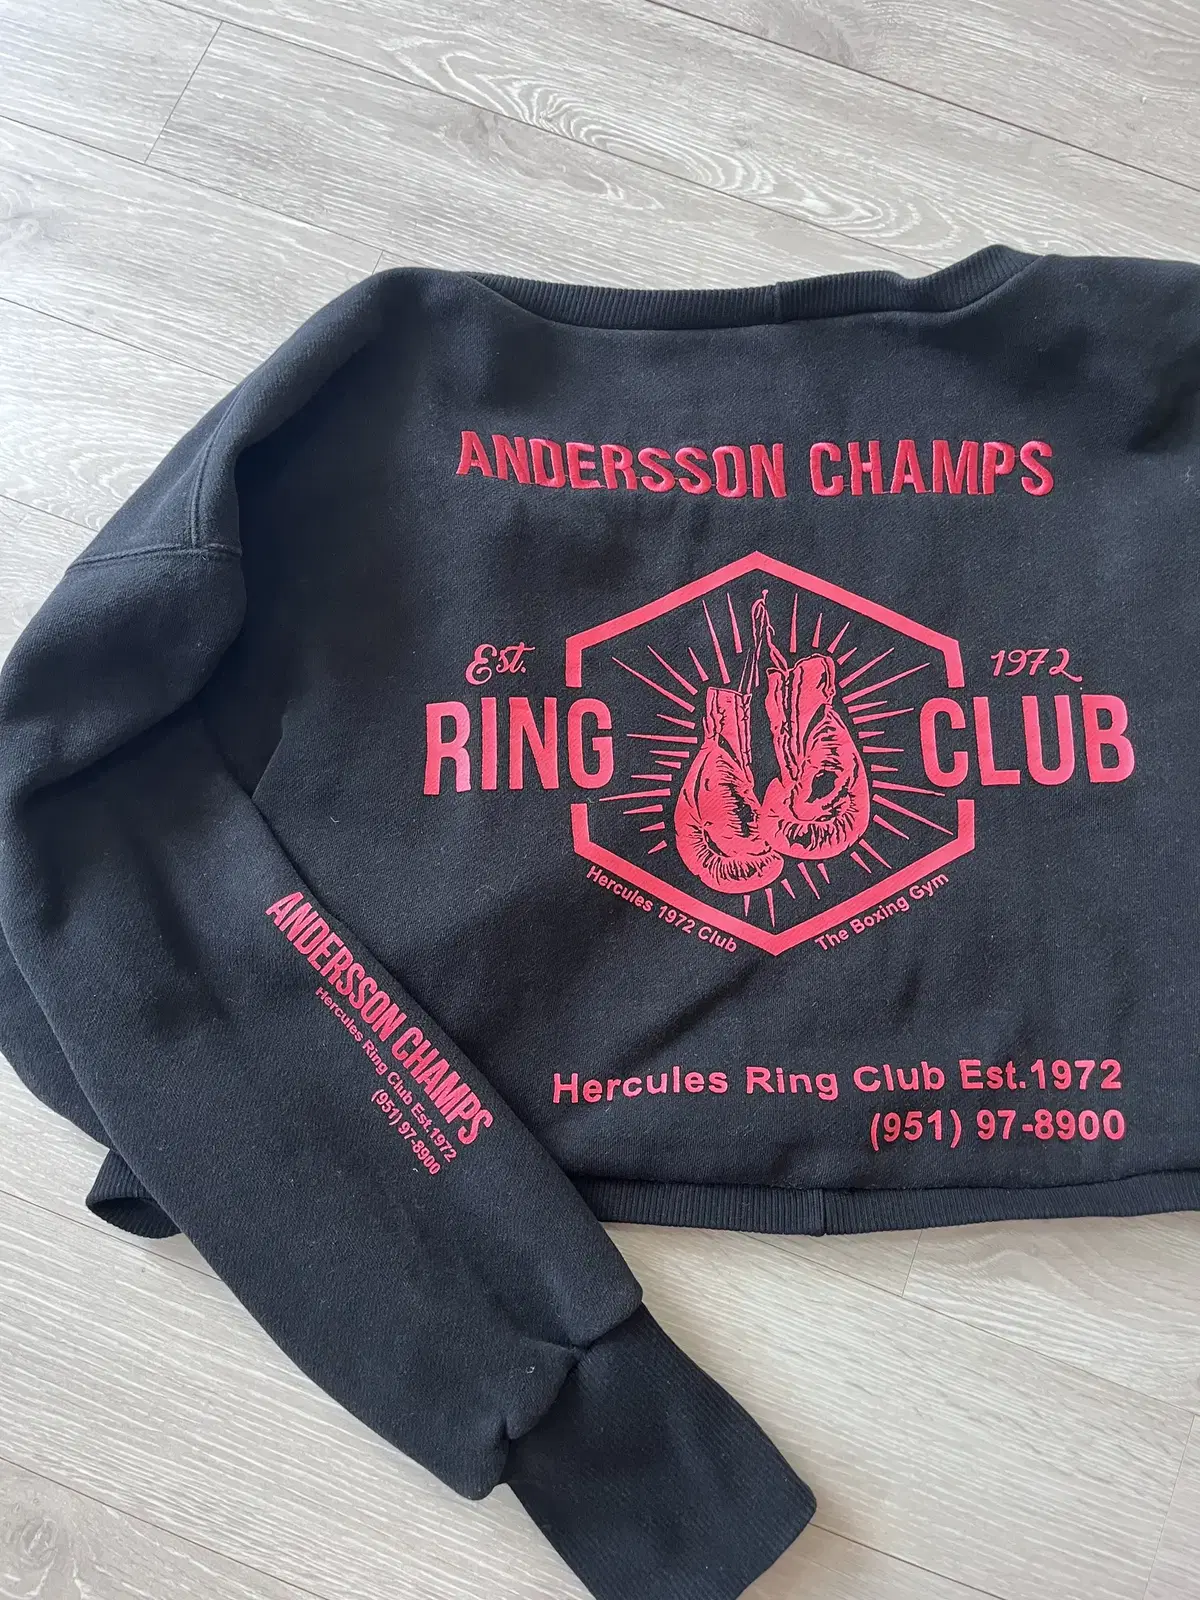 ANDERSSON CHAMPS
Est. 1972
RING CLUB
Hercules 1972 Club The Boxing Gym
Hercules Ring Club Est.1972
(951) 97-8900
ANDERSSON CHAMPS
Hercules Ring Club Est.1972
(951) 97-8900